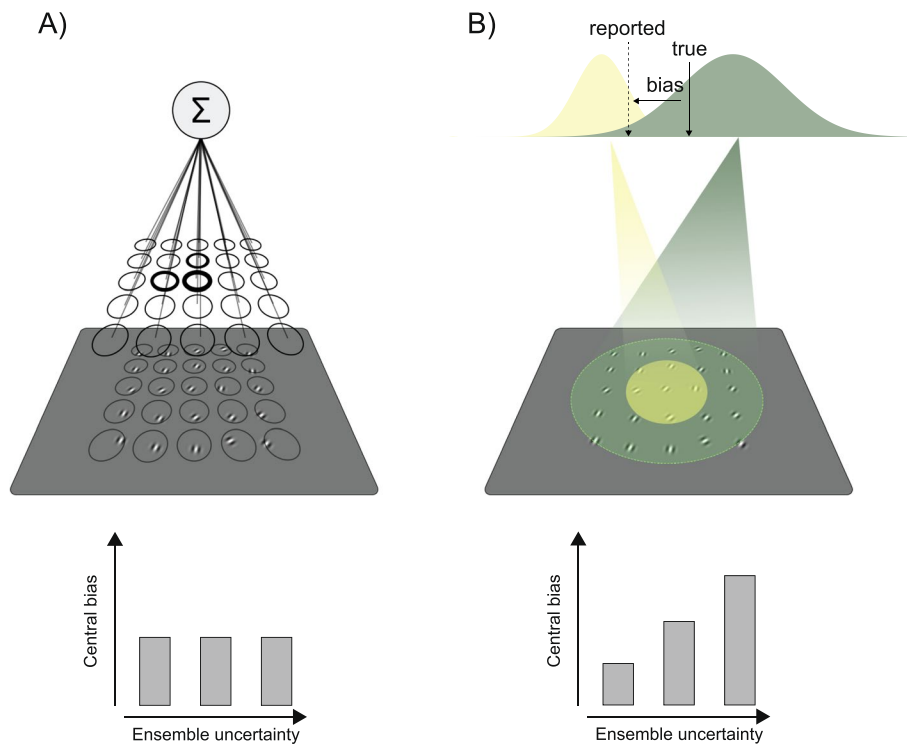 A)
Σ
Central bias
Ensemble uncertainty
B)
reported
true
bias
Central bias
Ensemble uncertainty